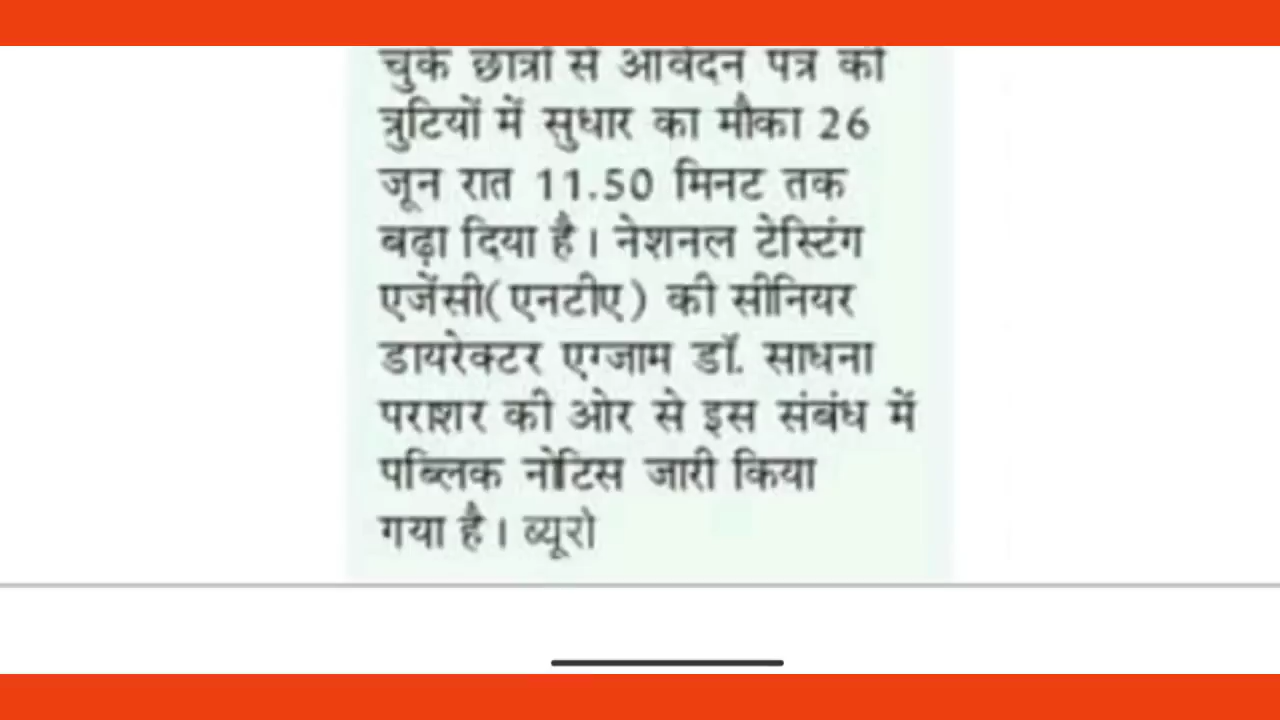 चुके छात्रों से आवेदन पत्र की
त्रुटियों में सुधार का मौका 26
जून रात 11.50 मिनट तक
बढ़ा दिया है। नेशनल टेस्टिंग
एजेंसी(एनटीए) की सीनियर
डायरेक्टर एग्जाम डॉ. साधना
पराशर की ओर से इस संबंध में
पब्लिक नोटिस जारी किया
गया है। ब्यूरो